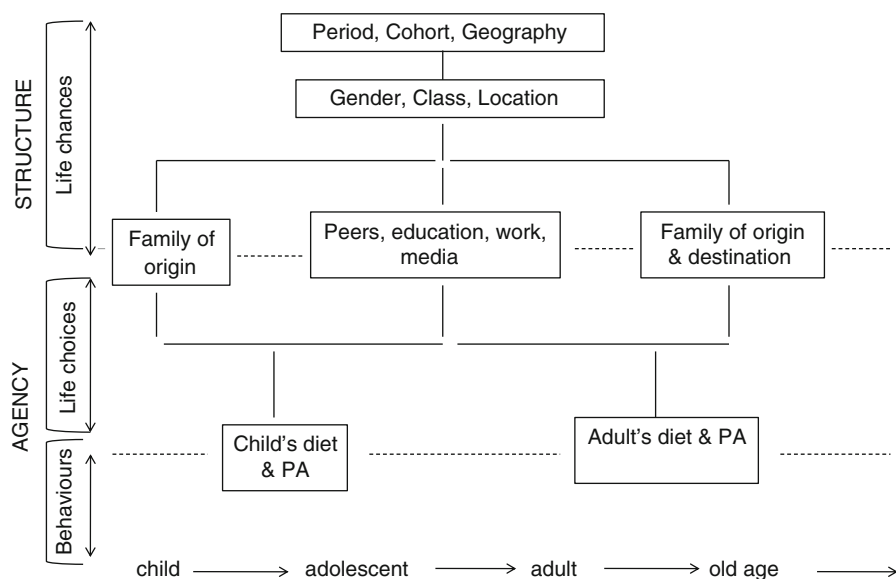 Period, Cohort, Geography
Gender, Class, Location
STRUCTURE
Life chances
Family of
origin
Peers, education, work,
media
Family of origin
& destination
AGENCY
Life choices
Child's diet
& PA
Adult's diet & PA
Behaviours
child
adolescent
adult
old age